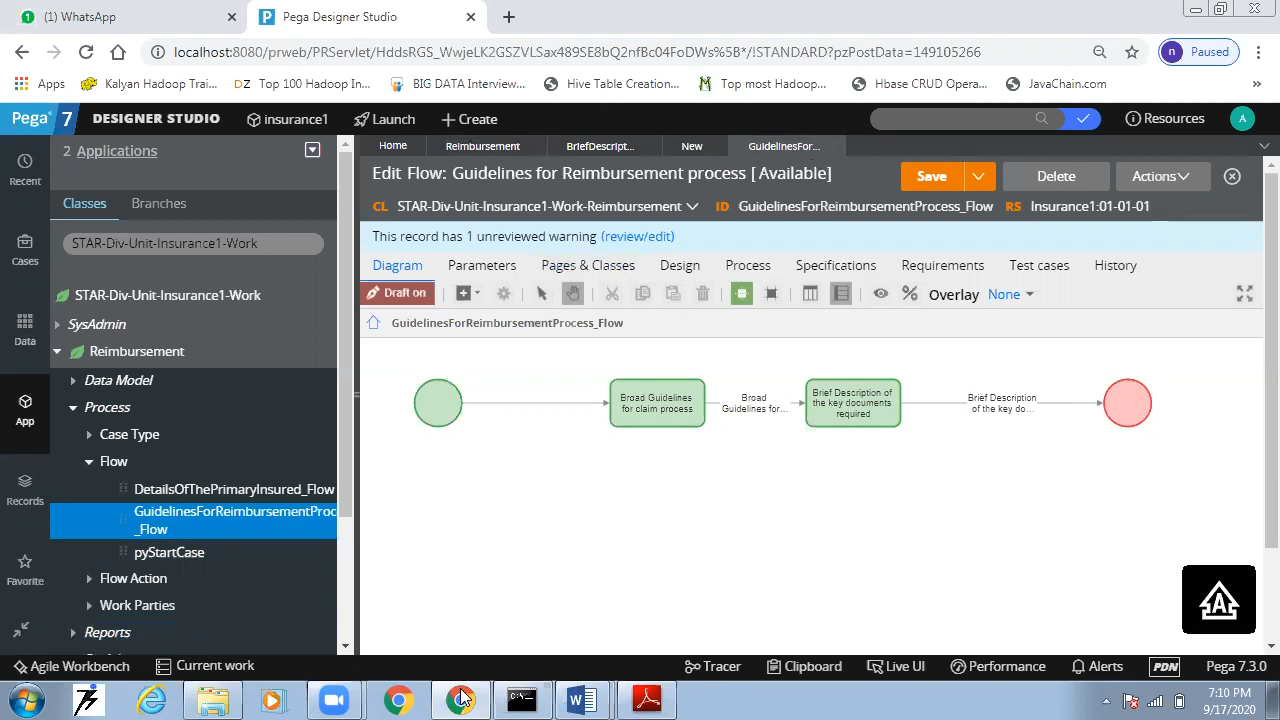 (1) WhatsApp
Pega Designer Studio
localhost:8080/prweb/PRServlet/HddsRGS_WwjeLK2GSZVLSax489SE8bQ2nfBc04FoDWs%5B*/!STANDARD?pzPostData=149105266
n Paused
Apps
Kalyan Hadoop Trai...
DZ Top 100 Hadoop In...
BIG DATA Interview...
Hive Table Creation...
Top most Hadoop...
Hbase CRUD Opera...
JavaChain.com
»
Pega 7 DESIGNER STUDIO
insurance1
Launch
Create
Resources
A
Recent
Cases
Data
App
Records
Favorite
2 Applications
Classes Branches
STAR-Div-Unit-Insurance1-Work
STAR-Div-Unit-Insurance1-Work
SysAdmin
Reimbursement
Data Model
Process
Case Type
Flow
DetailsOfThePrimaryInsured_Flow
GuidelinesForReimbursementProc
_Flow
pyStartCase
Flow Action
Work Parties
Reports
Home Reimbursement BriefDescript... New GuidelinesFor...
Edit Flow: Guidelines for Reimbursement process [ Available]
Save Delete Actions
CL STAR-Div-Unit-Insurance1-Work-Reimbursement ID GuidelinesForReimbursementProcess_Flow RS Insurance1:01-01-01
This record has 1 unreviewed warning (review/edit)
Diagram Parameters Pages & Classes Design Process Specifications Requirements Test cases History
Draft on
Overlay None
GuidelinesForReimbursementProcess_Flow
Broad Guidelines
for claim process
Broad
Guidelines for...
Brief Description of
the key documents
required
Brief Description
of the key do...
A
Agile Workbench
Current work
Tracer
Clipboard
Live UI
Performance
Alerts
PDN
Pega 7.3.0
7:10 PM
9/17/2020